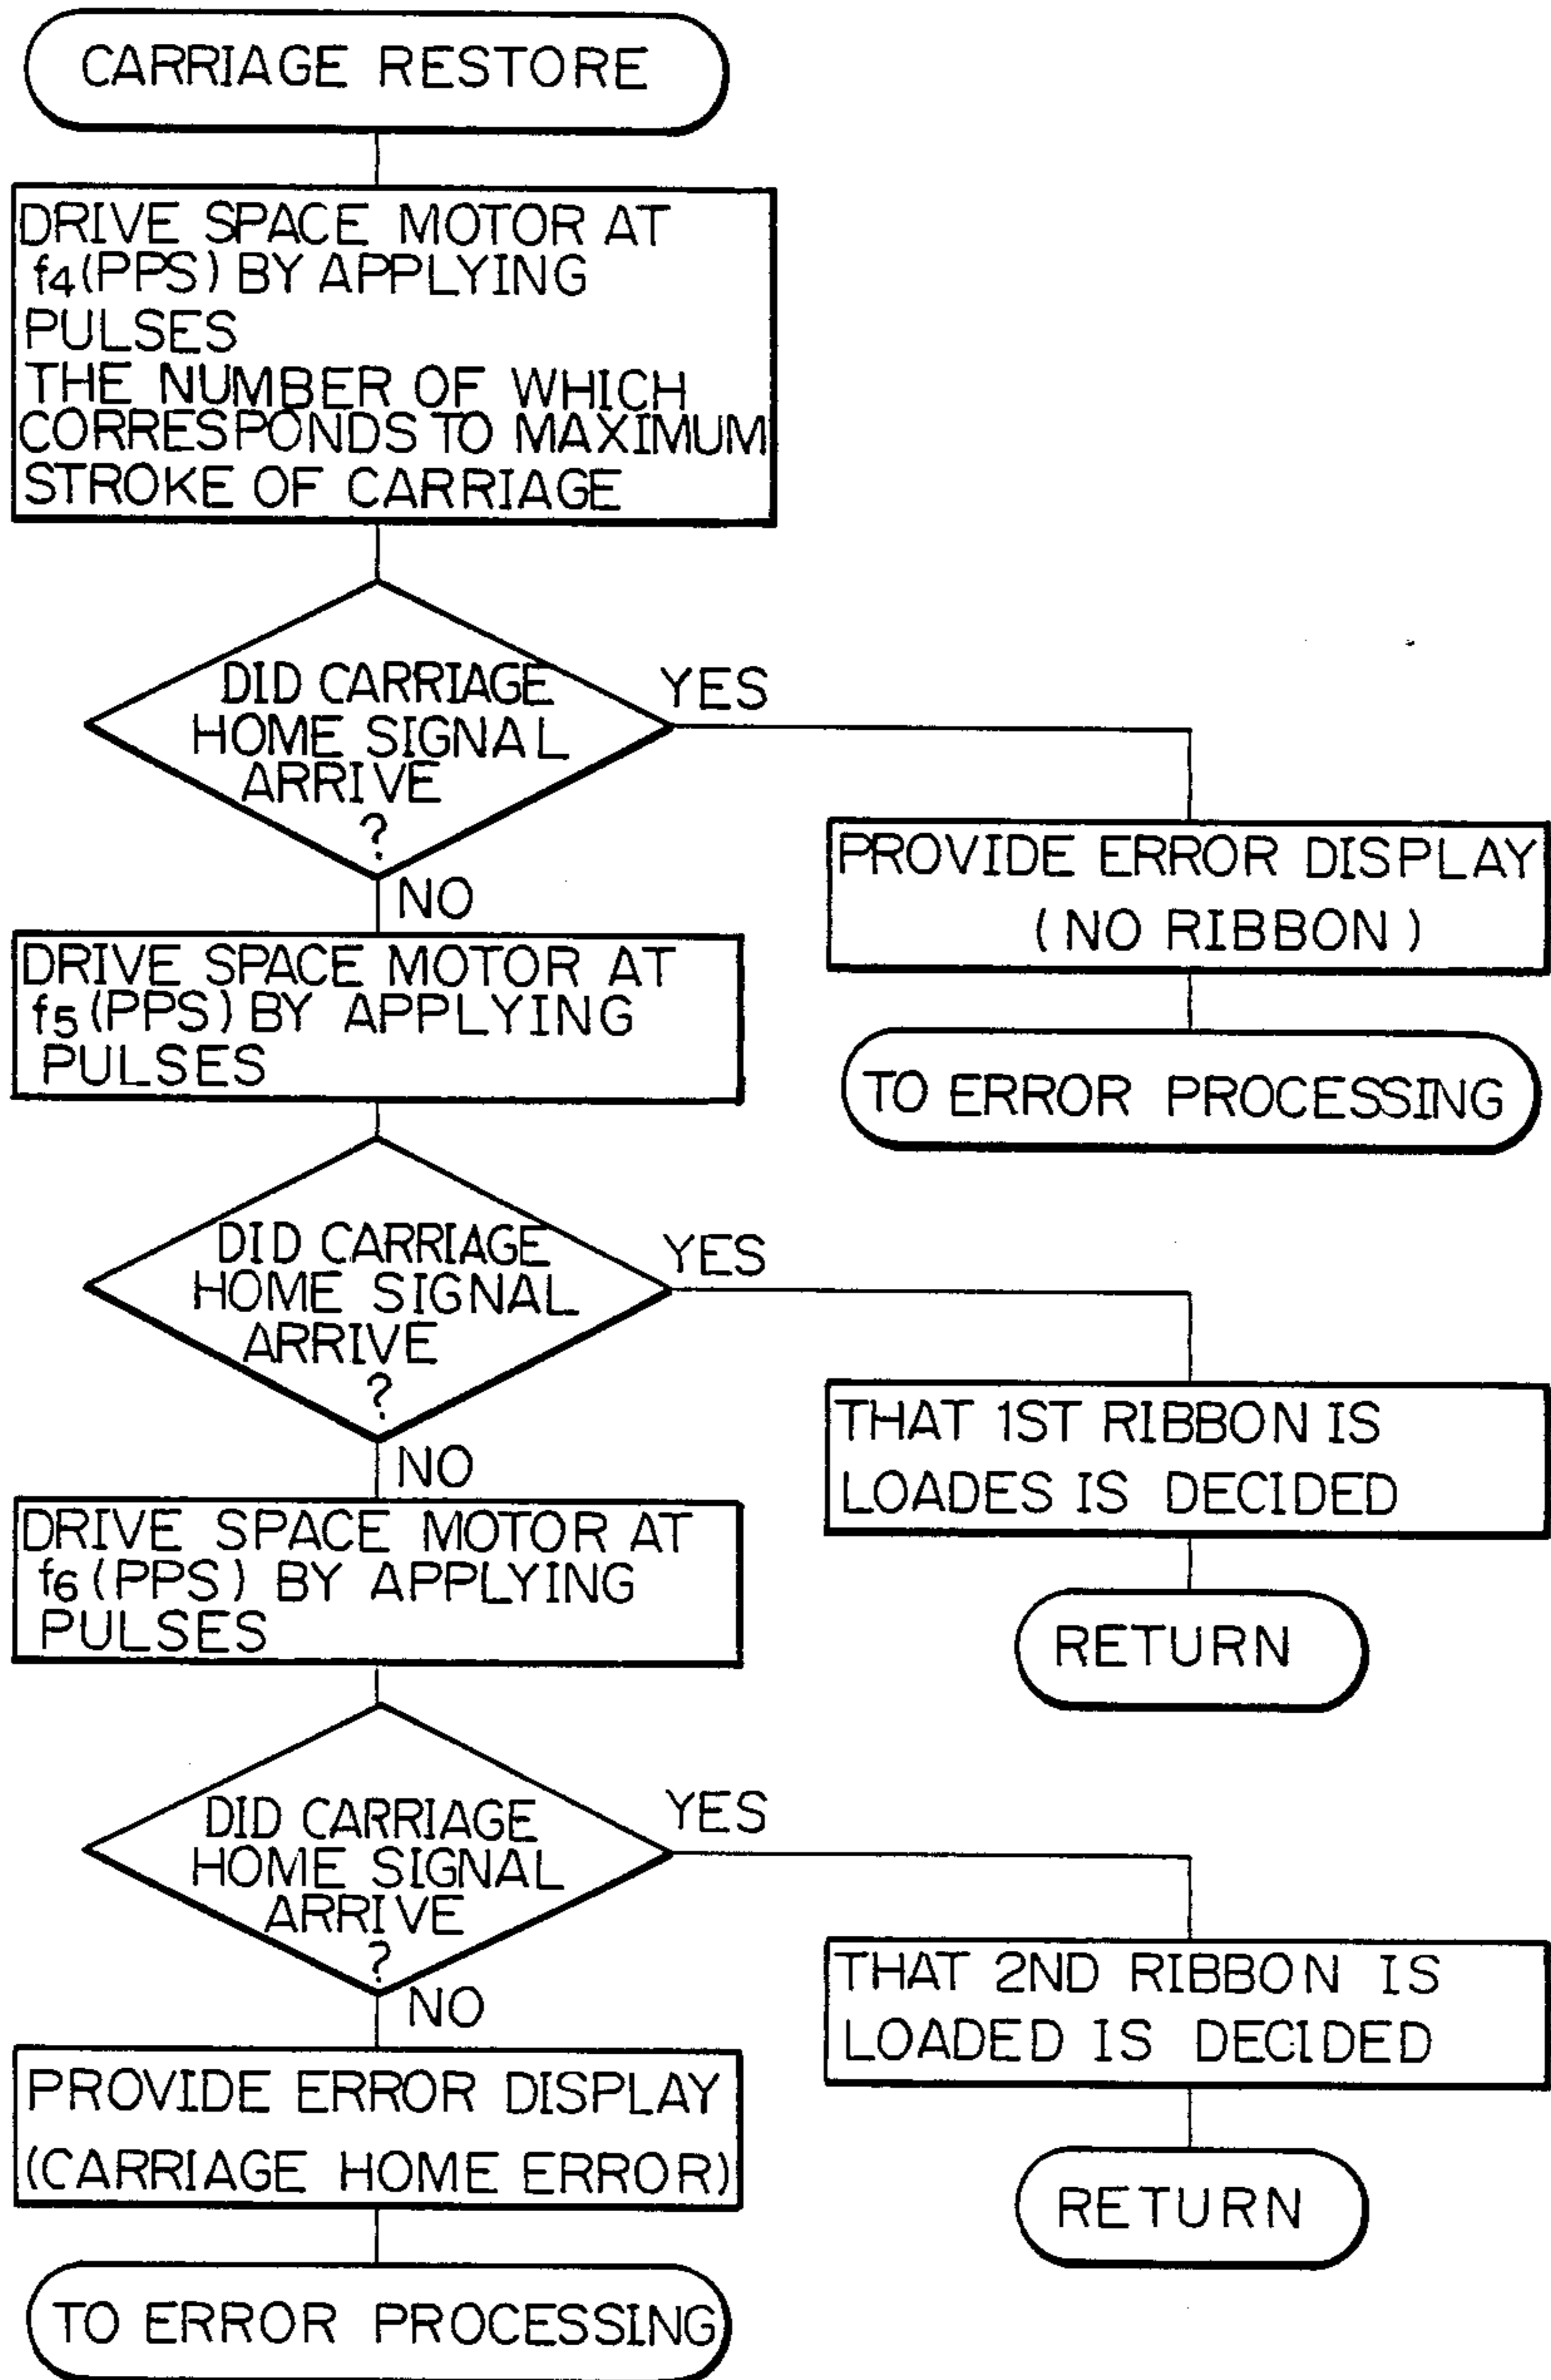 CARRIAGE RESTORE
DRIVE SPACE MOTOR AT
f4(PPS) BY APPLYING
PULSES
THE NUMBER OF WHICH
CORRESPONDS TO MAXIMUM
STROKE OF CARRIAGE
DID CARRIAGE
HOME SIGNAL
ARRIVE
?
YES
PROVIDE ERROR DISPLAY
(NO RIBBON)
TO ERROR PROCESSING
NO
DRIVE SPACE MOTOR AT
f5(PPS) BY APPLYING
PULSES
DID CARRIAGE
HOME SIGNAL
ARRIVE
?
YES
THAT 1ST RIBBON IS
LOADES IS DECIDED
RETURN
NO
DRIVE SPACE MOTOR AT
f6(PPS) BY APPLYING
PULSES
DID CARRIAGE
HOME SIGNAL
ARRIVE
?
YES
THAT 2ND RIBBON IS
LOADED IS DECIDED
RETURN
NO
PROVIDE ERROR DISPLAY
(CARRIAGE HOME ERROR)
TO ERROR PROCESSING